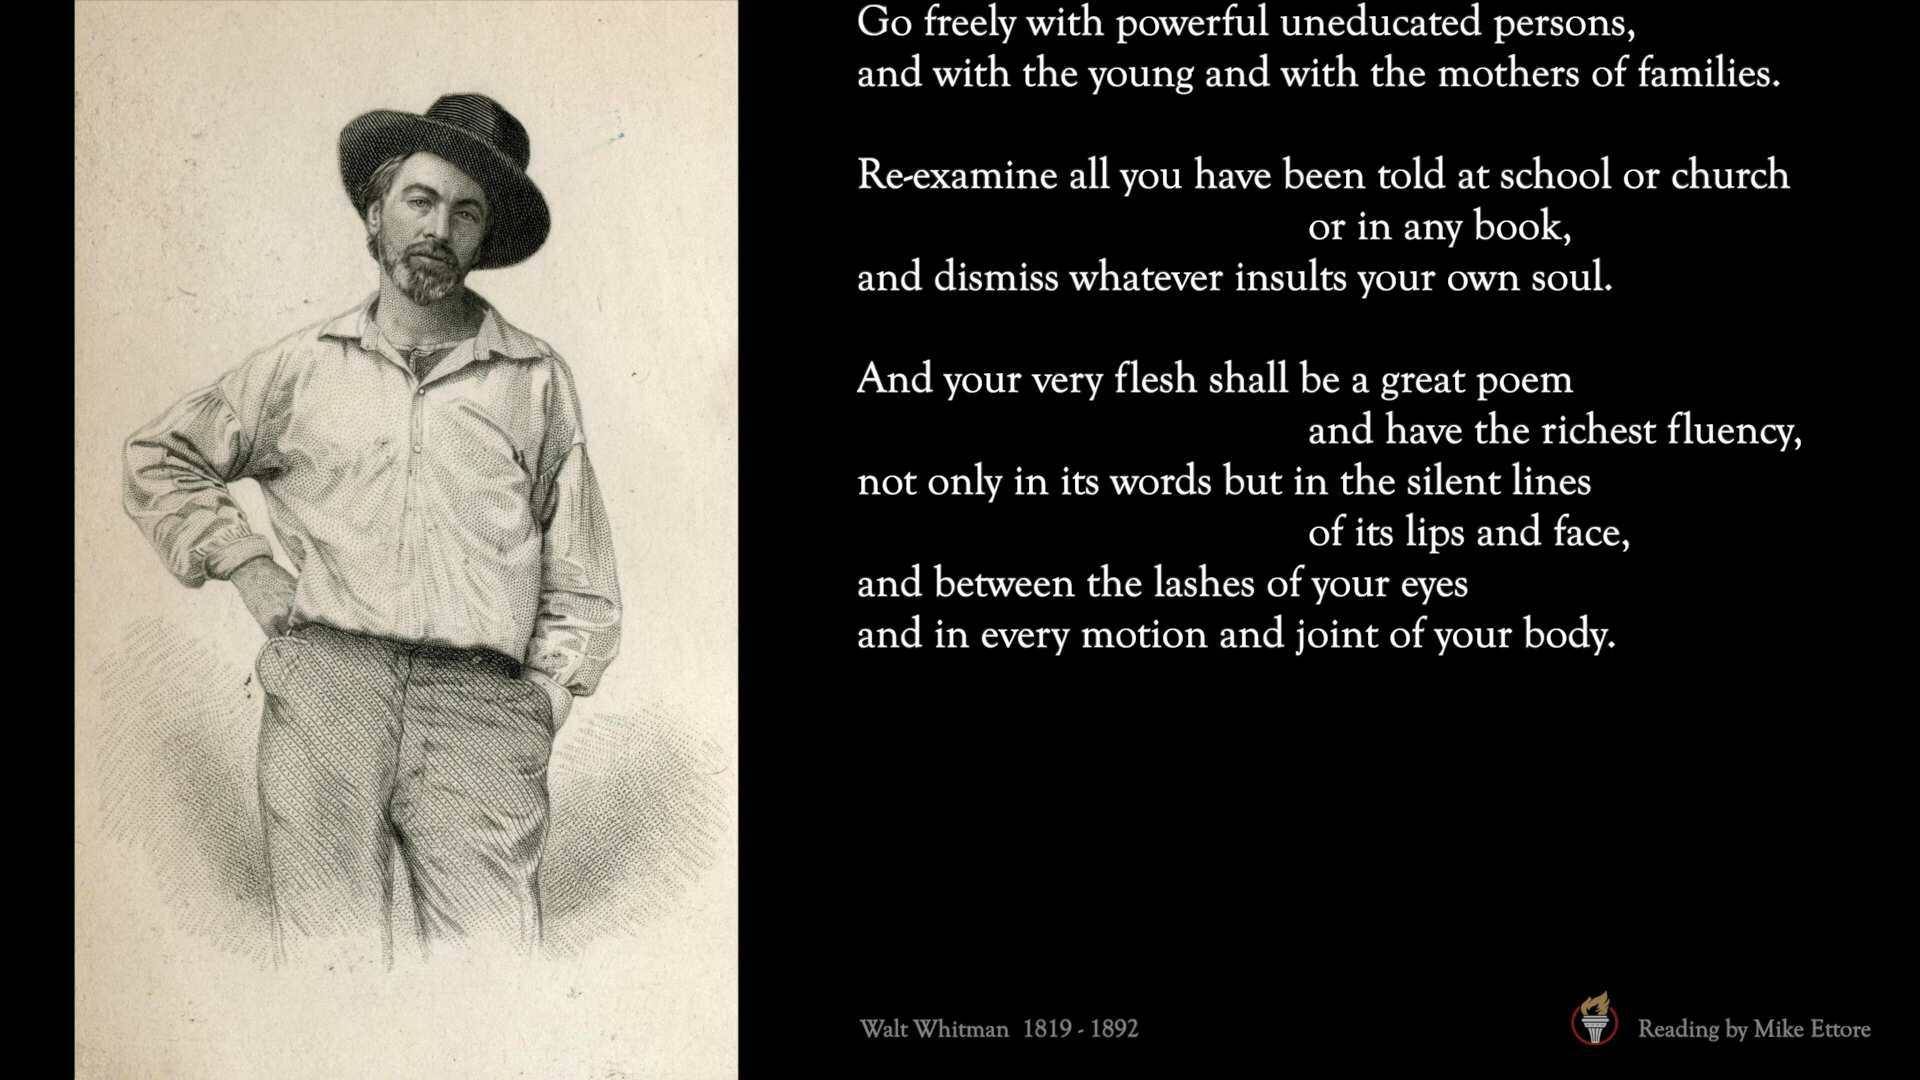 Go freely with powerful uneducated persons,
and with the young and with the mothers of families.
Re-examine all you have been told at school or church
or in any book,
and dismiss whatever insults your own soul.
And your very flesh shall be a great poem
and have the richest fluency,
not only in its words but in the silent lines
of its lips and face,
and between the lashes of your eyes
and in every motion and joint of your body.
Walt Whitman 1819 - 1892
Reading by Mike Ettore